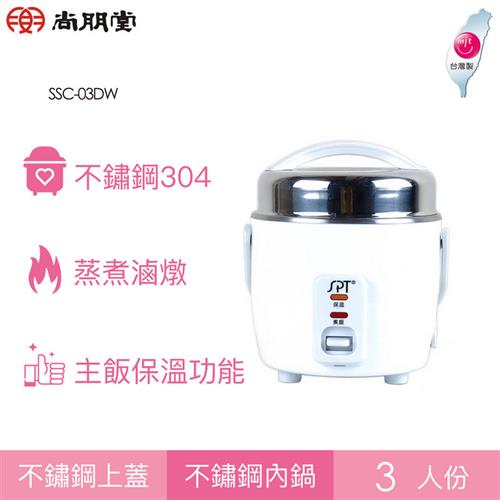 尚朋堂
mit
台灣製
SSC-03DW
不鏽鋼304
蒸煮滷燉
主飯保溫功能
SPT®
保溫
煮飯
不鏽鋼上蓋
不鏽鋼內鍋
3 人份